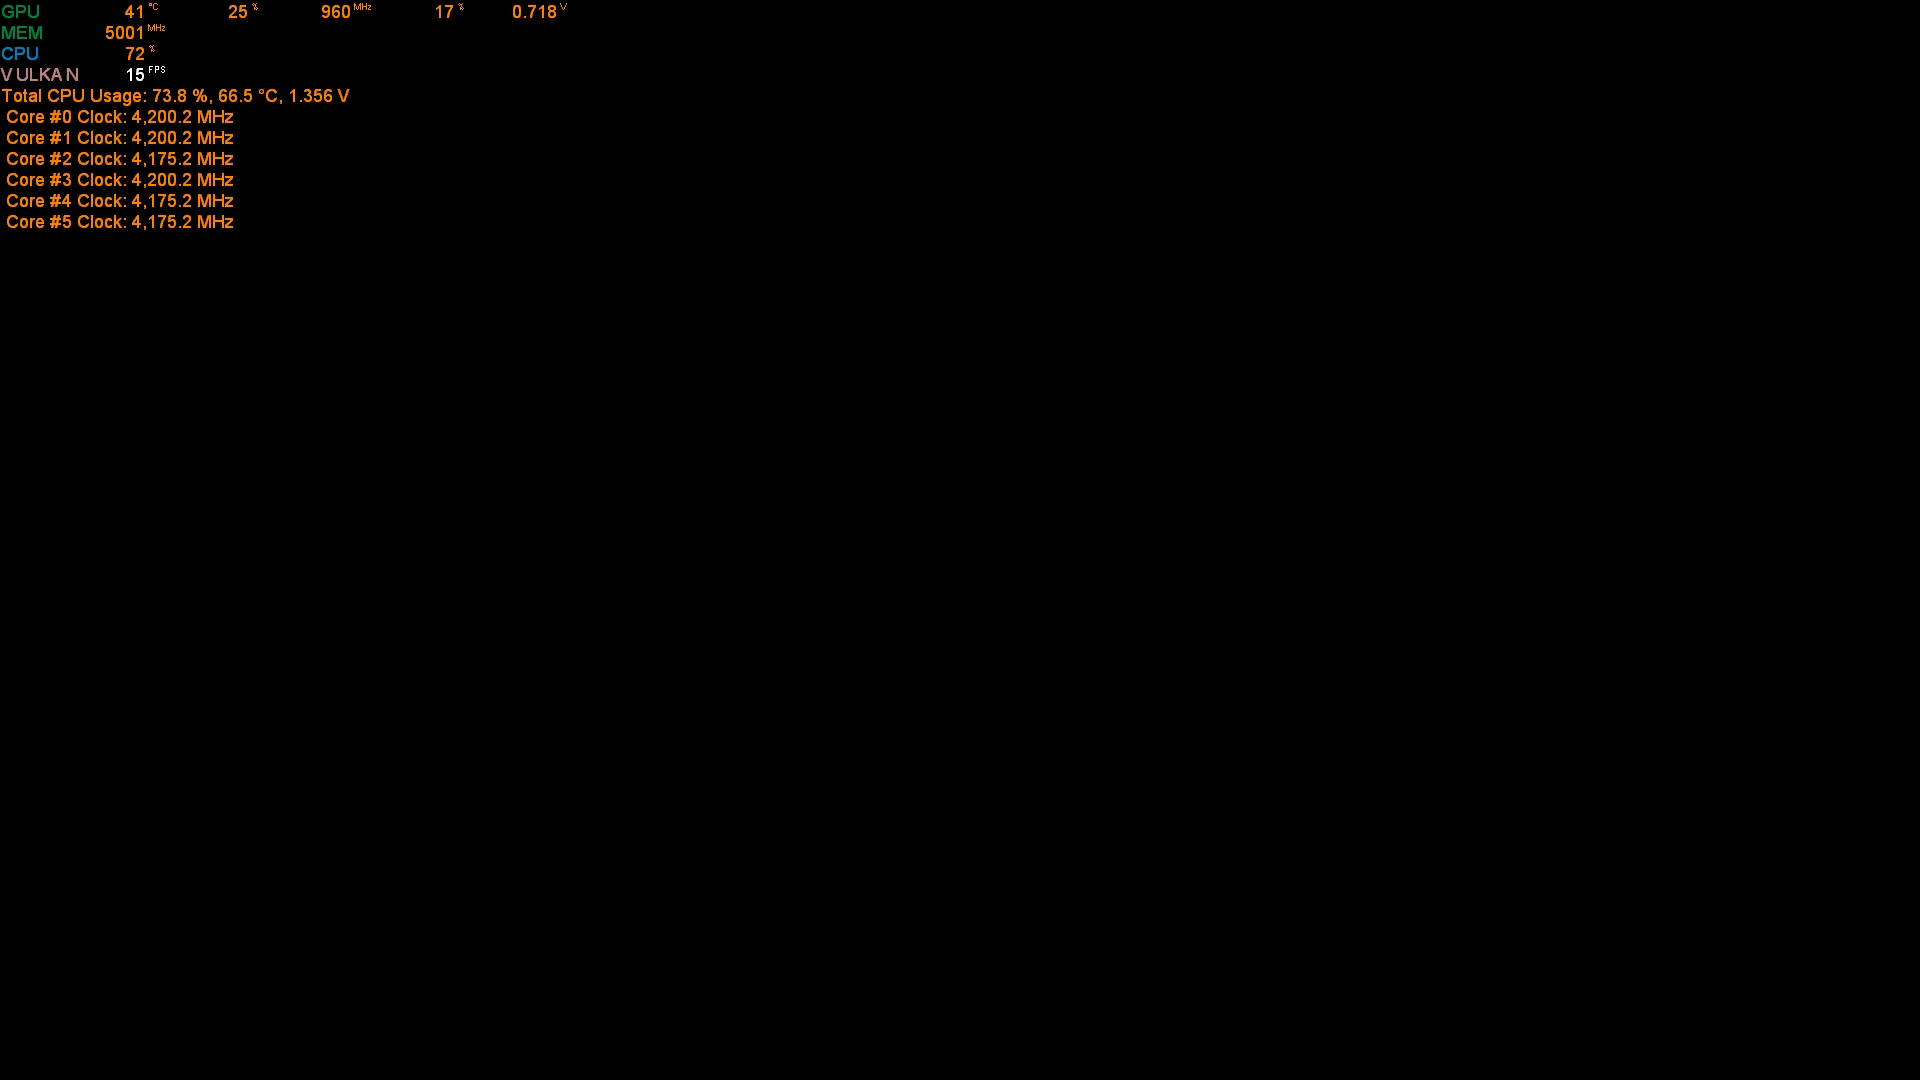 GPU 41 °C 25 % 960 MHz 17 % 0.718 V
MEM 5001 MHz
CPU 72 %
VULKAN 15 FPS
Total CPU Usage: 73.8 %, 66.5 °C, 1.356 V
Core #0 Clock: 4,200.2 MHz
Core #1 Clock: 4,200.2 MHz
Core #2 Clock: 4,175.2 MHz
Core #3 Clock: 4,200.2 MHz
Core #4 Clock: 4,175.2 MHz
Core #5 Clock: 4,175.2 MHz